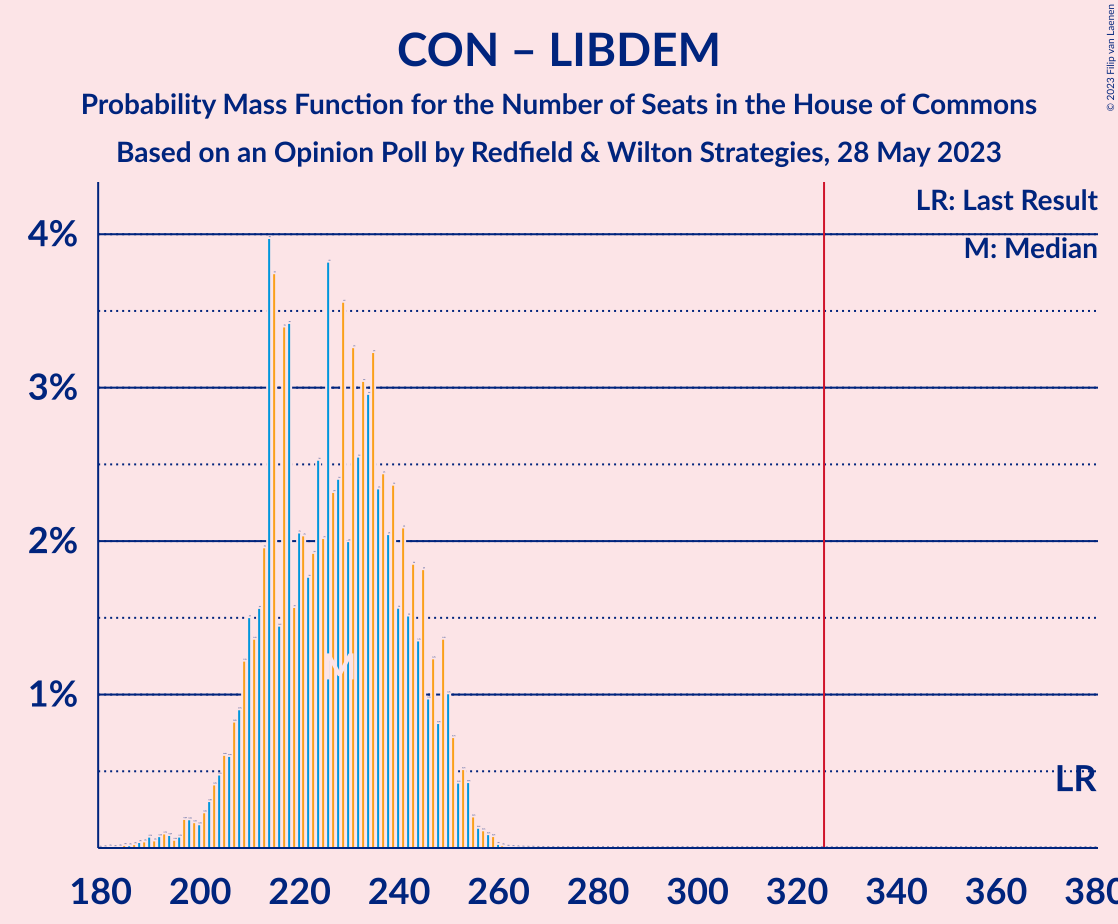 CON – LIBDEM
Probability Mass Function for the Number of Seats in the House of Commons
Based on an Opinion Poll by Redfield & Wilton Strategies, 28 May 2023
© 2023 Filip van Laenen
LR: Last Result
M: Median
4%
3%
2%
1%
M
LR
180 200 220 240 260 280 300 320 340 360 380